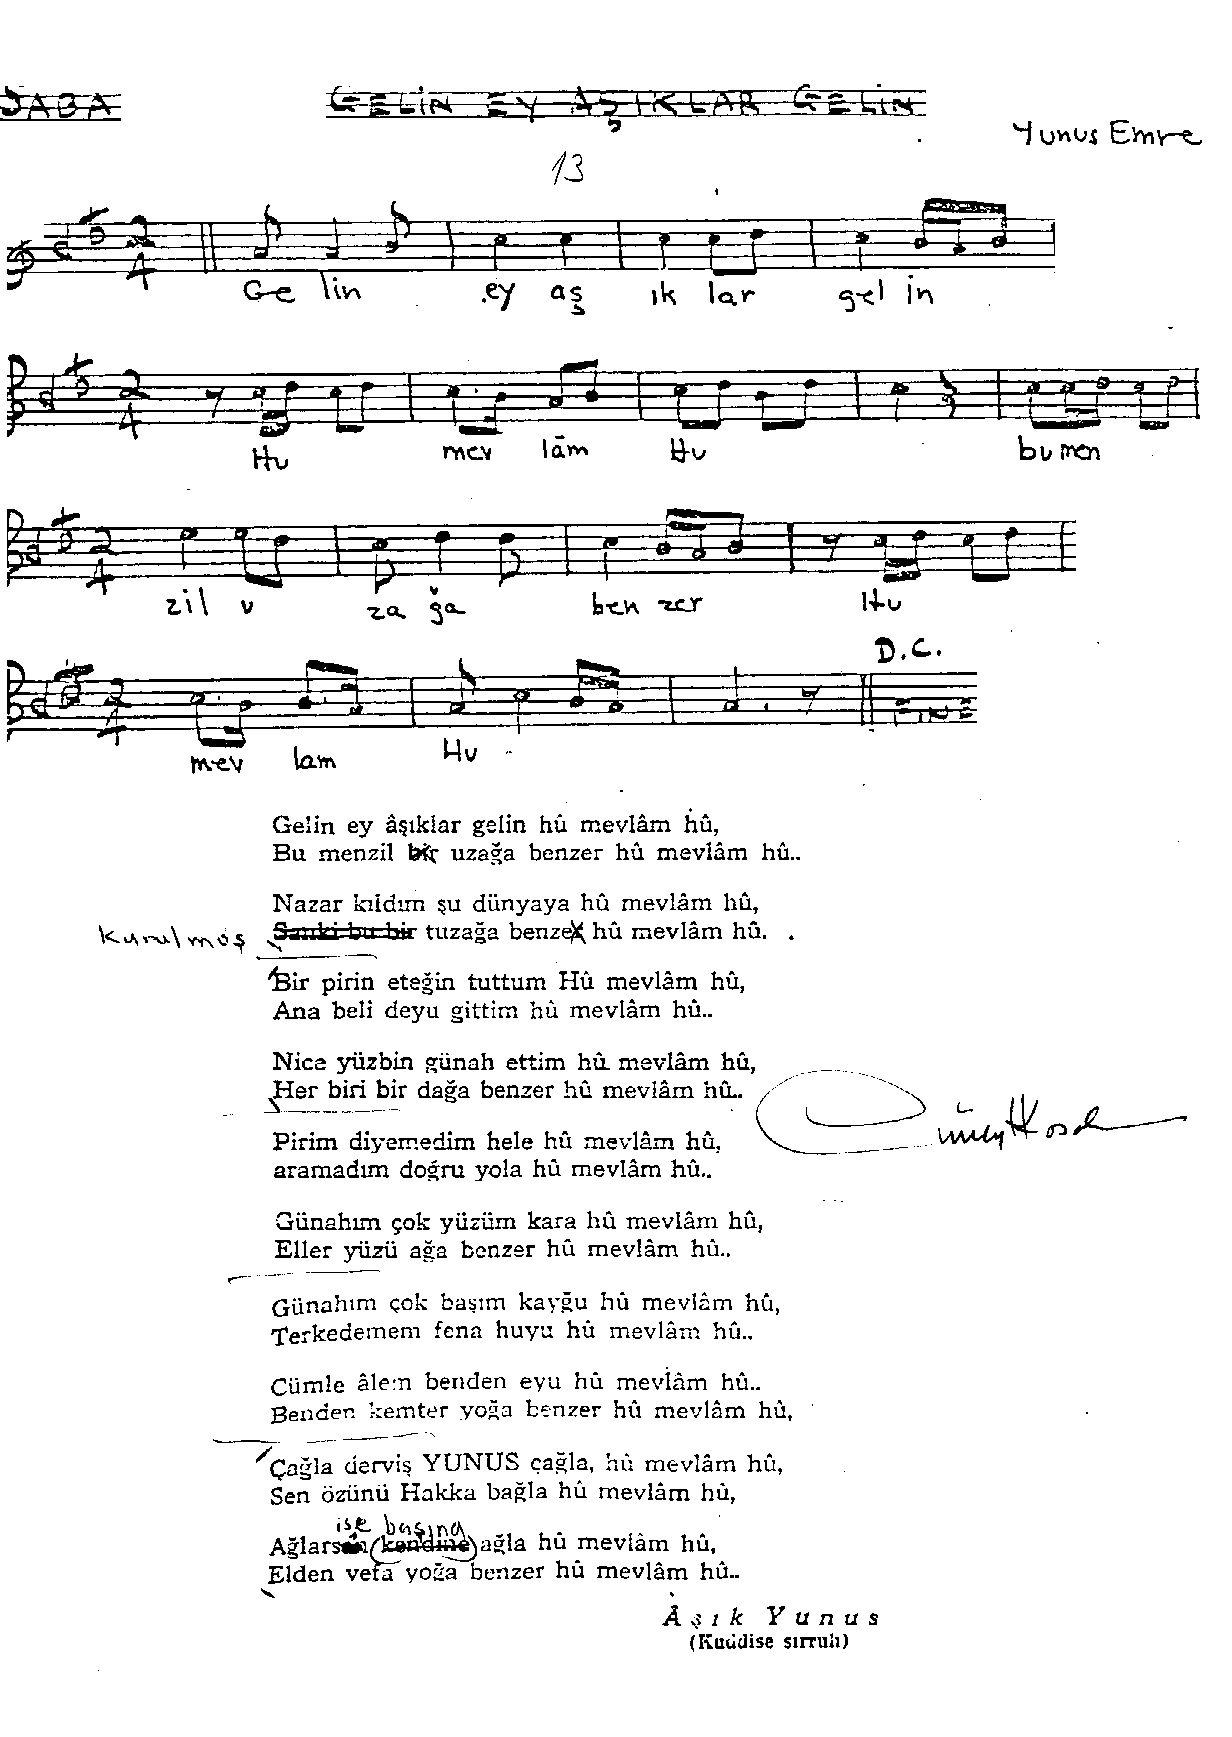 SABA
GELİN EY AŞIKLAR GELİN
Yunus Emre
13
2 4
Ge lin ey aş ık lar gel in
2 4
Hu mev lâm Hu bu men
2 4
zil u za ğa ben zer Hu
D.C.
2 4
FINE
mev lam Hu
Gelin ey âşıklar gelin hû mevlâm hû,
Bu menzil bir uzağa benzer hû mevlâm hû..
Nazar kıldım şu dünyaya hû mevlâm hû,
Kurulmuş Sanki bu bir tuzağa benzer hû mevlâm hû.
Bir pirin eteğin tuttum Hû mevlâm hû,
Ana beli deyu gittim hû mevlâm hû..
Nice yüzbin günah ettim hû mevlâm hû,
Her biri bir dağa benzer hû mevlâm hû..
Pirim diyemedim hele hû mevlâm hû,
aramadım doğru yola hû mevlâm hû..
Günahım çok yüzüm kara hû mevlâm hû,
Eller yüzü ağa benzer hû mevlâm hû..
Günahım çok başım kayğu hû mevlâm hû,
Terkedemem fena huyu hû mevlâm hû..
Cümle âlem benden eyu hû mevlâm hû..
Benden kemter yoğa benzer hû mevlâm hû,
Çağla derviş YUNUS çağla, hû mevlâm hû,
Sen özünü Hakka bağla hû mevlâm hû,
ise başına
Ağlarsan (kendine) ağla hû mevlâm hû,
Elden vefa yoğa benzer hû mevlâm hû..
Âşık Yunus
(Kuddise sırruh)